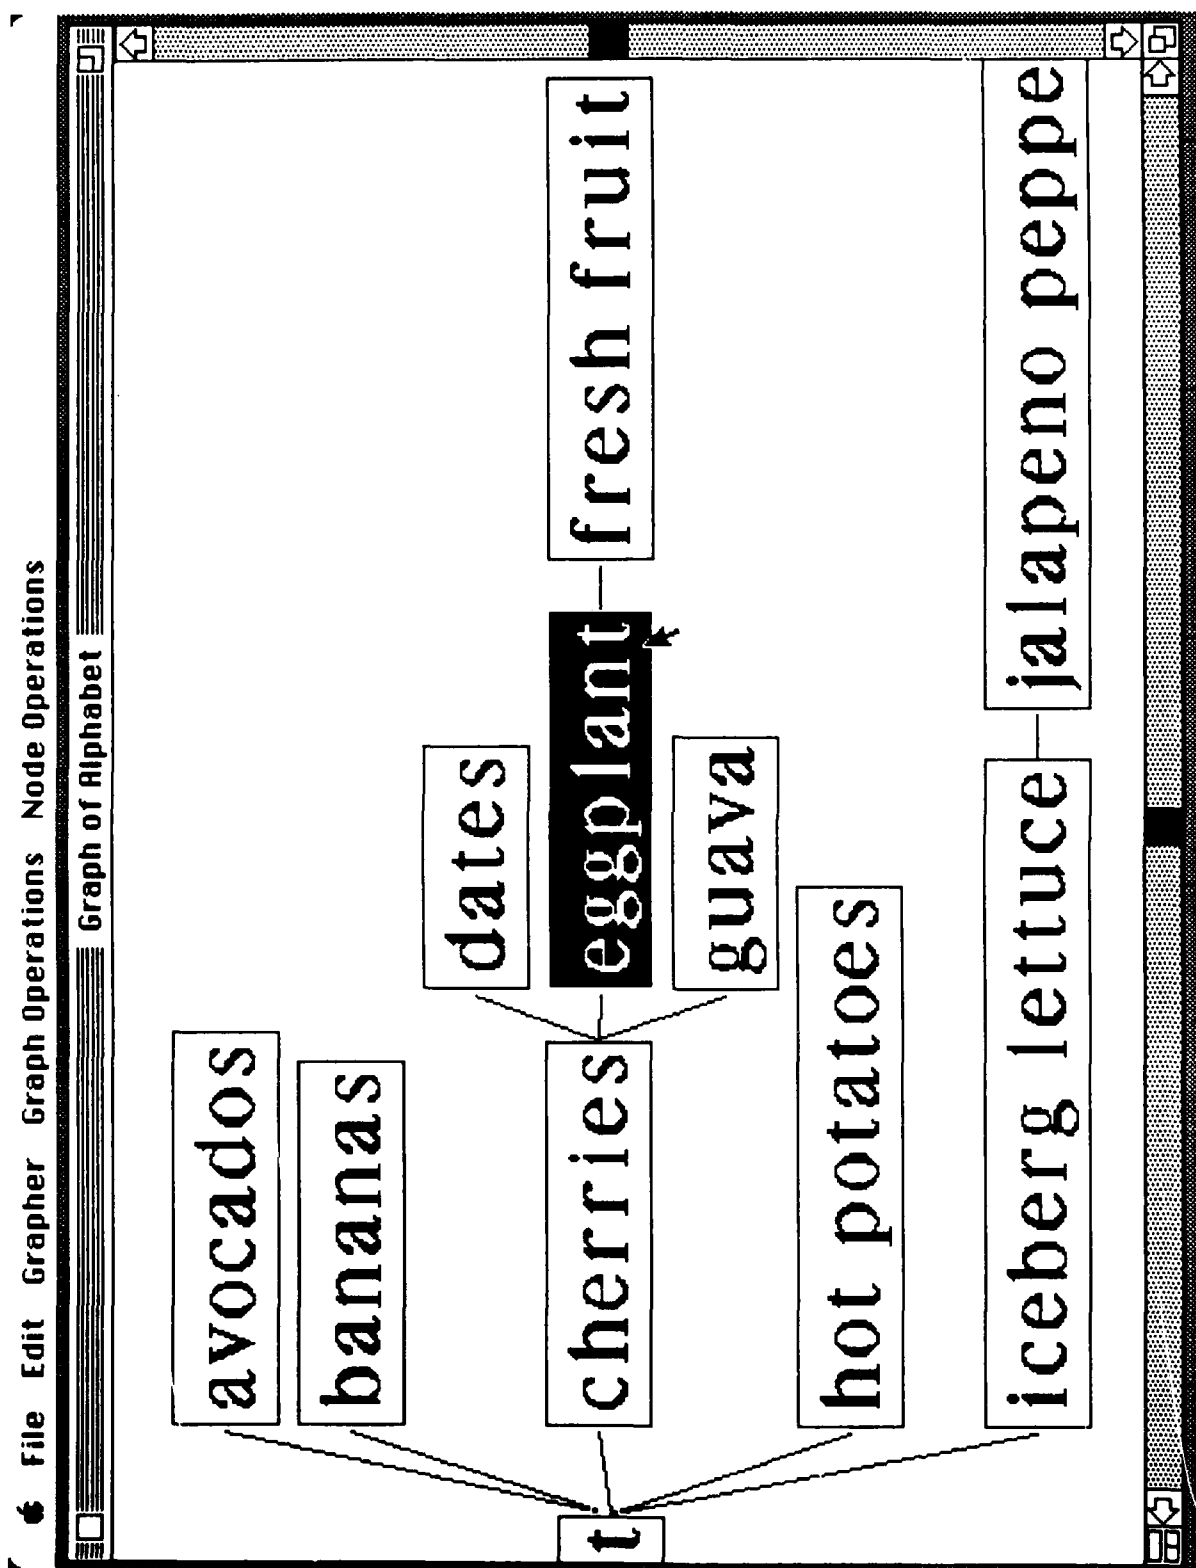 File Edit Grapher Graph Operations Node Operations
Graph of Alphabet
avocados
bananas
dates
t
cherries
eggplant
fresh fruit
guava
hot potatoes
iceberg lettuce
jalapeno peppe